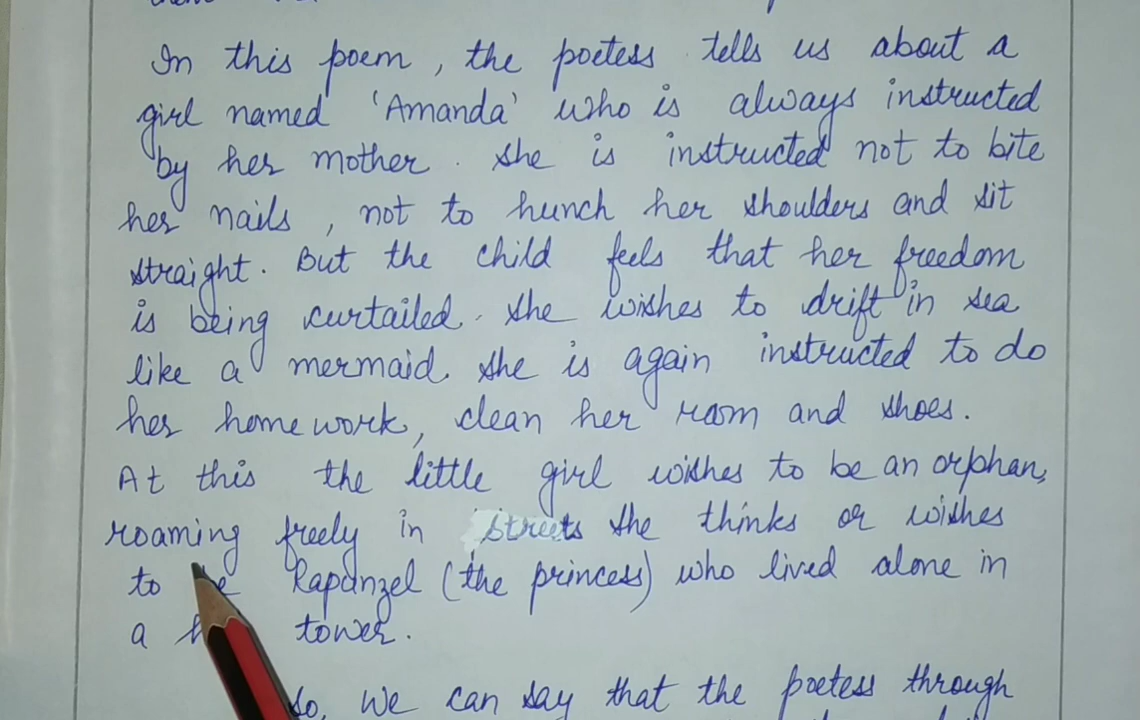 In this poem, the poetess tells us about a
girl named 'Amanda' who is always instructed
by her mother. She is instructed not to bite
her nails, not to hunch her shoulders and sit
straight. But the child feels that her freedom
is being curtailed. She wishes to drift in sea
like a mermaid. She is again instructed to do
her homework, clean her room and shoes.
At this the little girl wishes to be an orphan,
roaming freely in streets she thinks or wishes
to Rapunzel (the princess) who lived alone in
a tower.
So, we can say that the poetess through